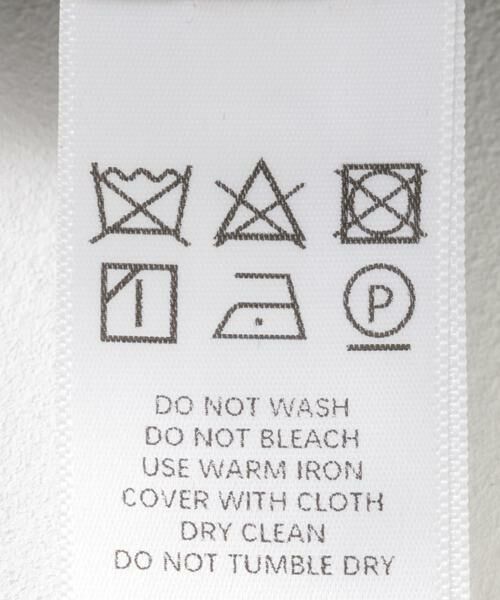 P
DO NOT WASH
DO NOT BLEACH
USE WARM IRON
COVER WITH CLOTH
DRY CLEAN
DO NOT TUMBLE DRY